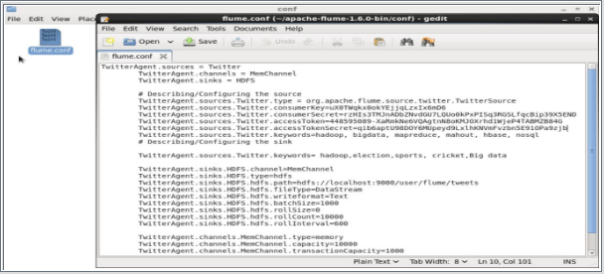 conf
File Edit View Places
flume.conf
flume.conf (~/apache-flume-1.6.0-bin/conf) - gedit
File Edit View Search Tools Documents Help
Open Save Undo
flume.conf
TwitterAgent.sources = Twitter
TwitterAgent.channels = MemChannel
TwitterAgent.sinks = HDFS
# Describing/Configuring the source
TwitterAgent.sources.Twitter.type = org.apache.flume.source.twitter.TwitterSource
TwitterAgent.sources.Twitter.consumerKey=
TwitterAgent.sources.Twitter.consumerSecret=
TwitterAgent.sources.Twitter.accessToken=
TwitterAgent.sources.Twitter.accessTokenSecret=
TwitterAgent.sources.Twitter.keywords=hadoop, bigdata, mapreduce, mahout, hbase, nosql
# Describing/Configuring the sink
TwitterAgent.sources.Twitter.keywords= hadoop,election,sports, cricket,Big data
TwitterAgent.sinks.HDFS.channel=MemChannel
TwitterAgent.sinks.HDFS.type=hdfs
TwitterAgent.sinks.HDFS.hdfs.path=hdfs://localhost:9000/user/flume/tweets
TwitterAgent.sinks.HDFS.hdfs.fileType=DataStream
TwitterAgent.sinks.HDFS.hdfs.writeformat=Text
TwitterAgent.sinks.HDFS.hdfs.batchSize=1000
TwitterAgent.sinks.HDFS.hdfs.rollSize=0
TwitterAgent.sinks.HDFS.hdfs.rollCount=10000
TwitterAgent.sinks.HDFS.hdfs.rollInterval=600
TwitterAgent.channels.MemChannel.type=memory
TwitterAgent.channels.MemChannel.capacity=10000
TwitterAgent.channels.MemChannel.transactionCapacity=1000
Plain Text Tab Width: 8 Ln 10, Col 101 INS